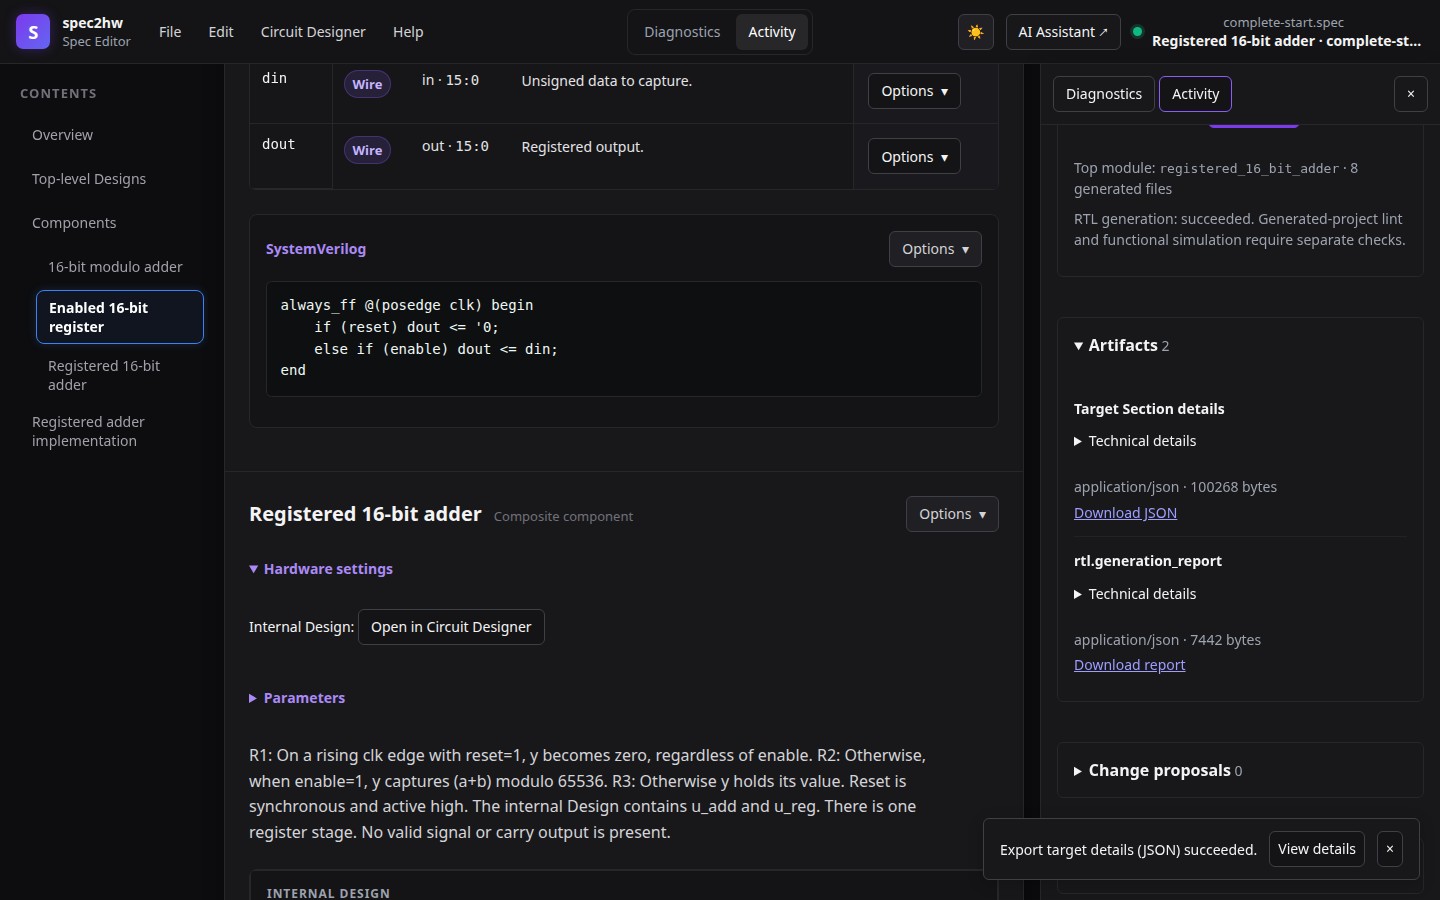 S
spec2hw
Spec Editor
File
Edit
Circuit Designer
Help
Diagnostics
Activity
AI Assistant ↗
complete-start.spec
Registered 16-bit adder · complete-st...
CONTENTS
Overview
Top-level Designs
Components
16-bit modulo adder
Enabled 16-bit
register
Registered 16-bit
adder
Registered adder
implementation
din
Wire
in · 15:0
Unsigned data to capture.
Options ▾
dout
Wire
out · 15:0
Registered output.
Options ▾
SystemVerilog
Options ▾
always_ff @(posedge clk) begin
    if (reset) dout <= '0;
    else if (enable) dout <= din;
end
Registered 16-bit adder
Composite component
Options ▾
▼ Hardware settings
Internal Design:
Open in Circuit Designer
▶ Parameters
R1: On a rising clk edge with reset=1, y becomes zero, regardless of enable. R2: Otherwise,
when enable=1, y captures (a+b) modulo 65536. R3: Otherwise y holds its value. Reset is
synchronous and active high. The internal Design contains u_add and u_reg. There is one
register stage. No valid signal or carry output is present.
INTERNAL DESIGN
Diagnostics
Activity
×
Top module: registered_16_bit_adder · 8
generated files
RTL generation: succeeded. Generated-project lint
and functional simulation require separate checks.
▼ Artifacts 2
Target Section details
▶ Technical details
application/json · 100268 bytes
Download JSON
rtl.generation_report
▶ Technical details
application/json · 7442 bytes
Download report
▶ Change proposals 0
Export target details (JSON) succeeded.
View details
×